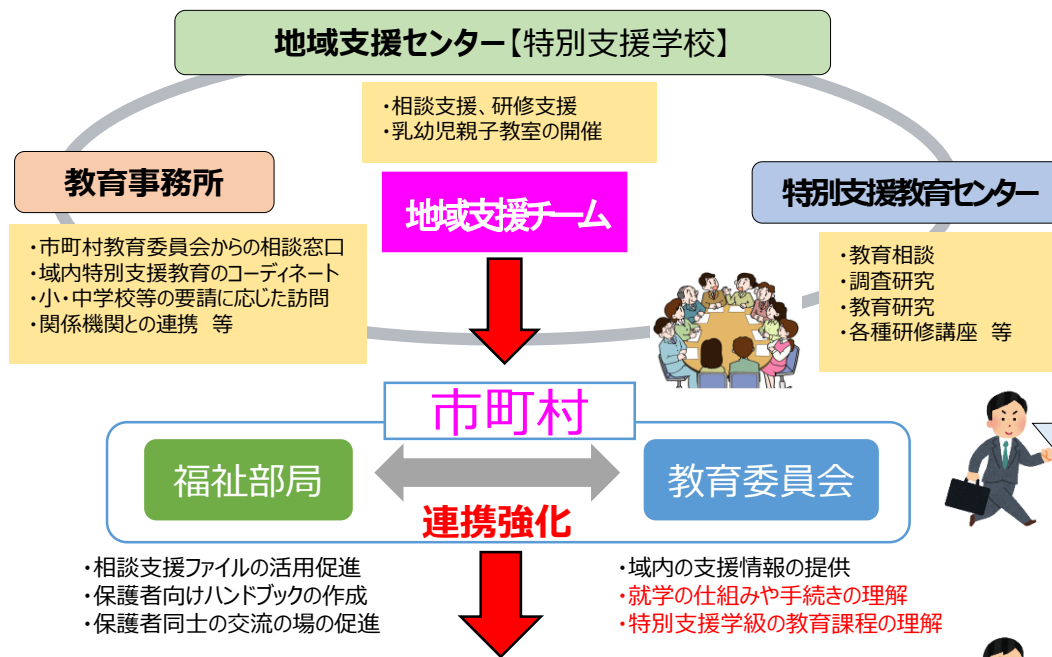 地域支援センター【特別支援学校】
・相談支援、研修支援
・乳幼児親子教室の開催
教育事務所
・市町村教育委員会からの相談窓口
・域内特別支援教育のコーディネート
・小・中学校等の要請に応じた訪問
・関係機関との連携　等
地域支援チーム
特別支援教育センター
・教育相談
・調査研究
・教育研究
・各種研修講座　等
市町村
福祉部局
教育委員会
連携強化
・相談支援ファイルの活用促進
・保護者向けハンドブックの作成
・保護者同士の交流の場の促進
・域内の支援情報の提供
・就学の仕組みや手続きの理解
・特別支援学級の教育課程の理解